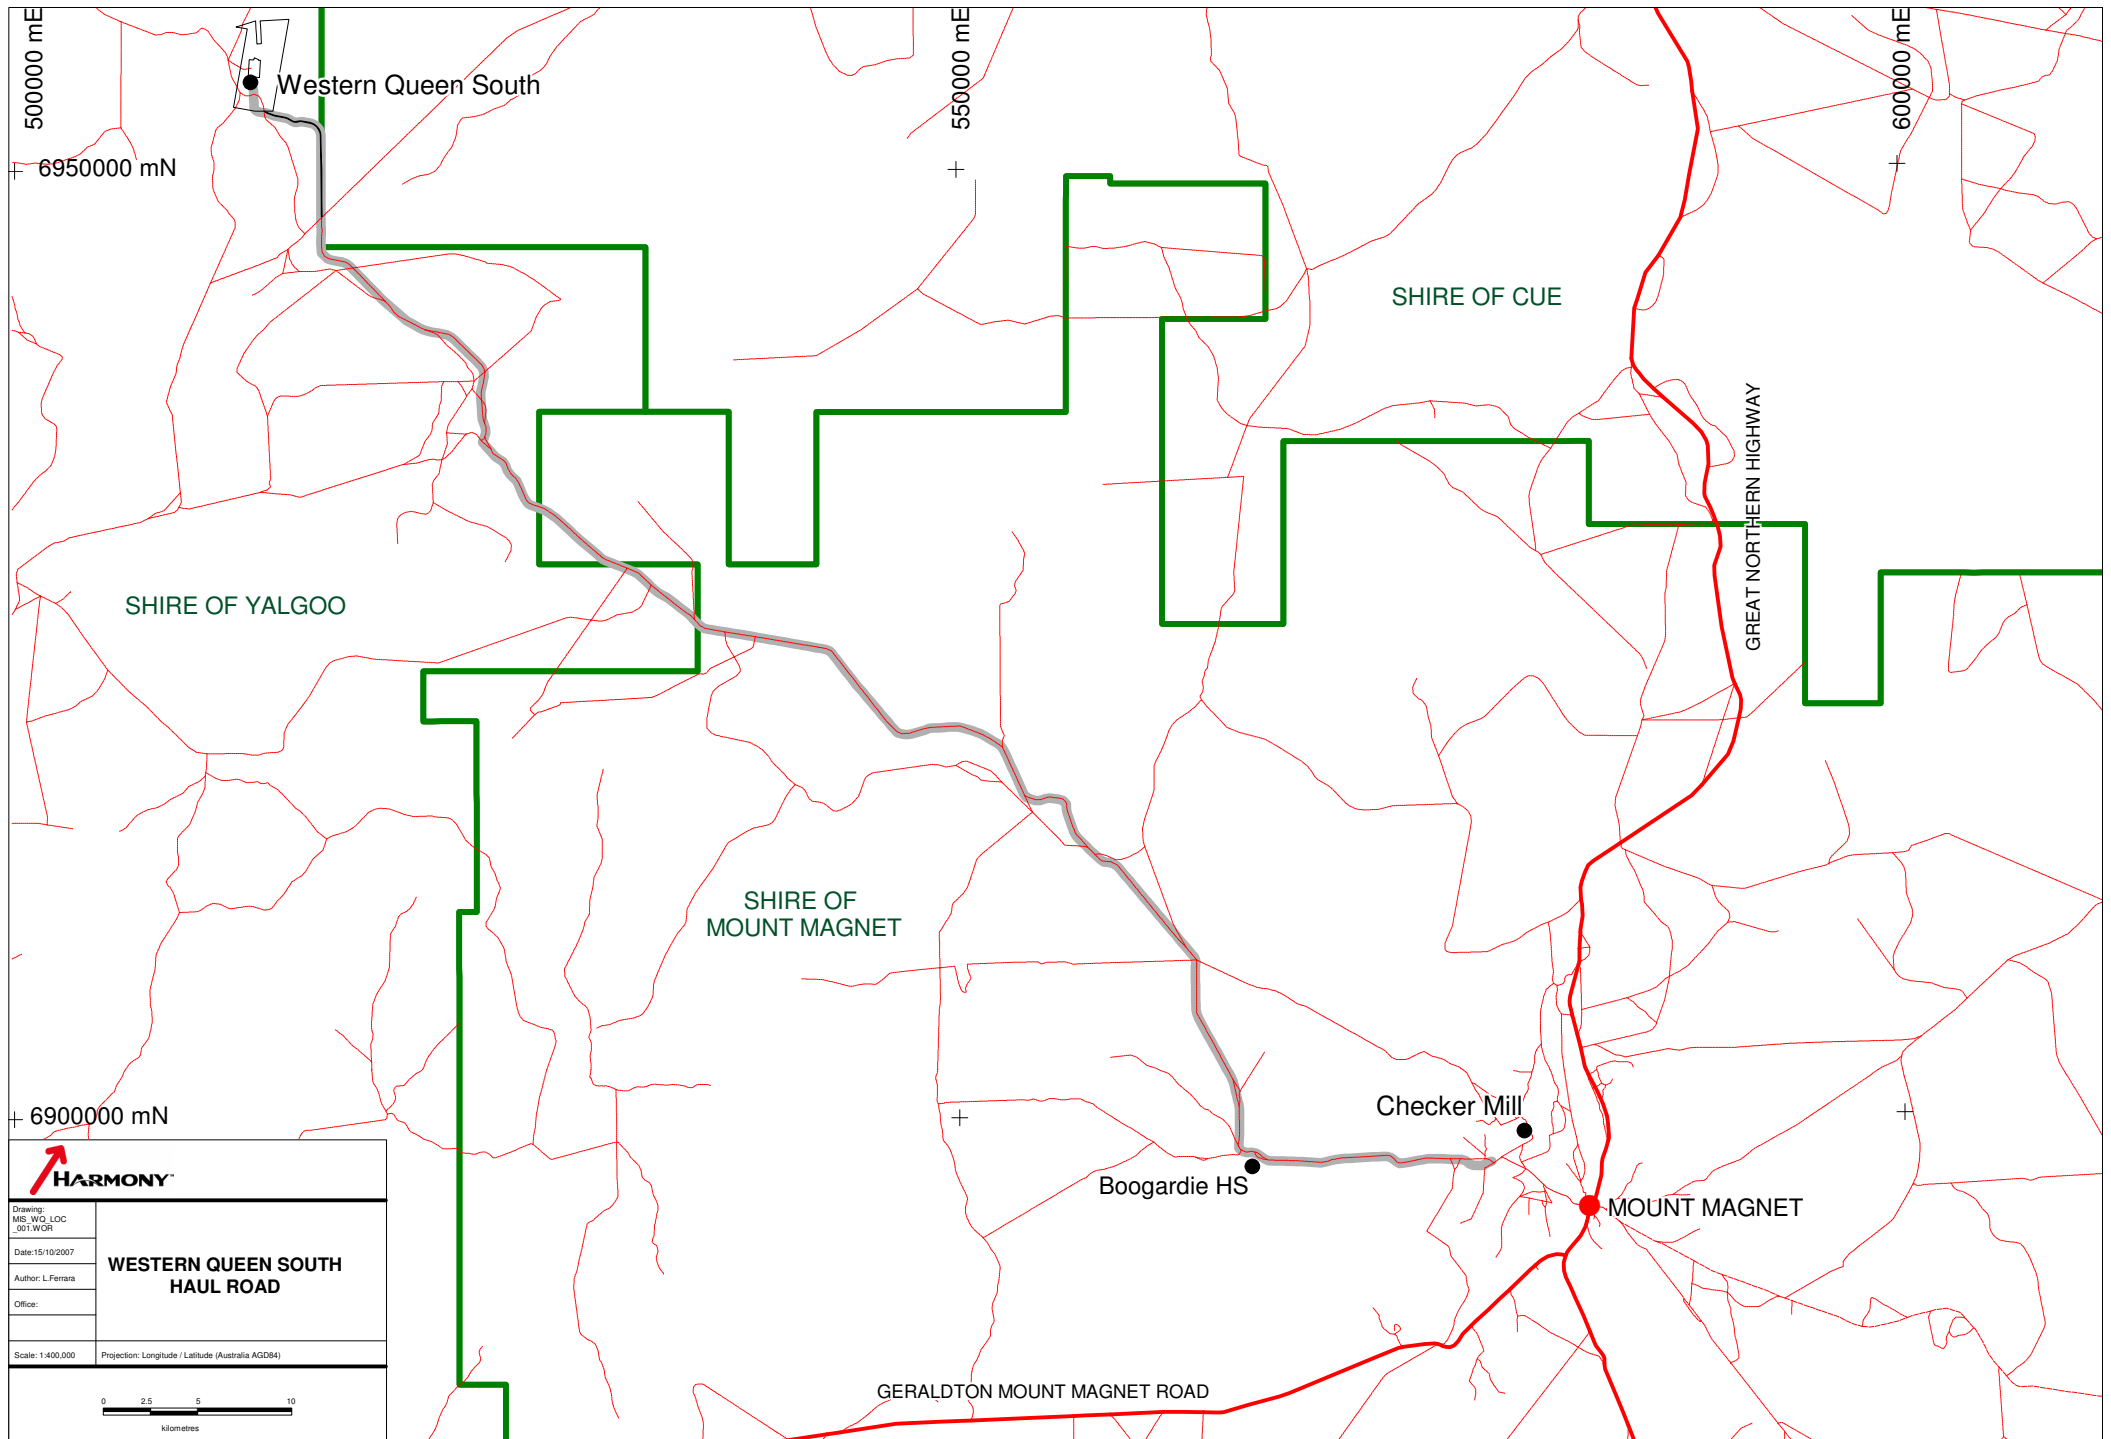 500000 mE
550000 mE
600000 mE
Western Queen South
6950000 mN
SHIRE OF CUE
GREAT NORTHERN HIGHWAY
SHIRE OF YALGOO
SHIRE OF
MOUNT MAGNET
Checker Mill
6900000 mN
Boogardie HS
MOUNT MAGNET
GERALDTON MOUNT MAGNET ROAD
HARMONY™
Drawing:
MIS_WQ_LOC
_001.WOR
Date:15/10/2007
Author: L.Ferrara
Office:
WESTERN QUEEN SOUTH
HAUL ROAD
Scale: 1:400,000
Projection: Longitude / Latitude (Australia AGD84)
0 2.5 5 10
kilometres